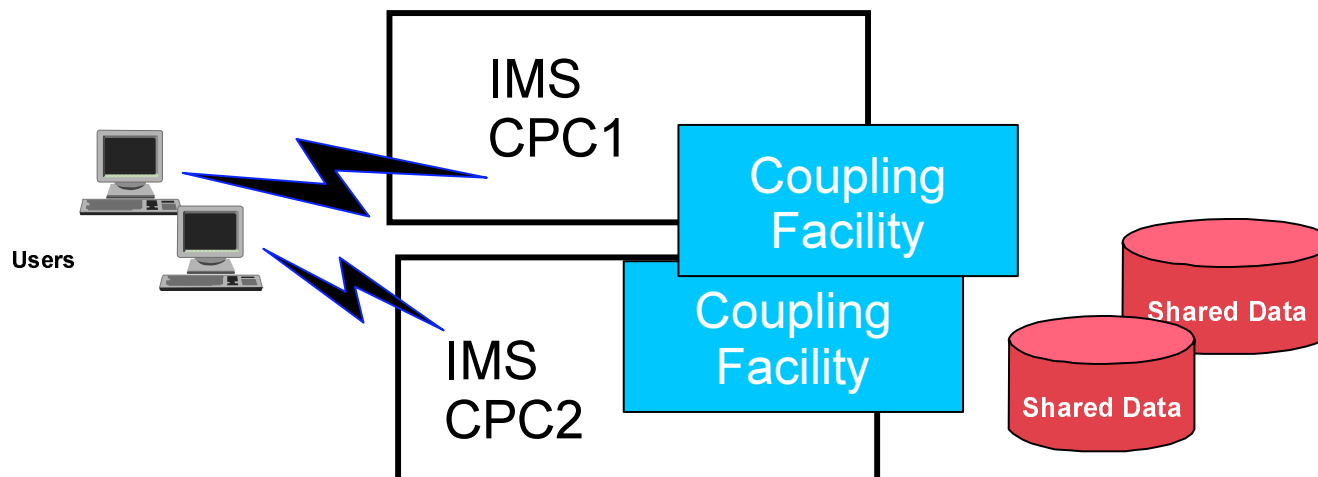 IMS
CPC1
Coupling
Facility
Users
Coupling
Facility
Shared Data
IMS
CPC2
Shared Data